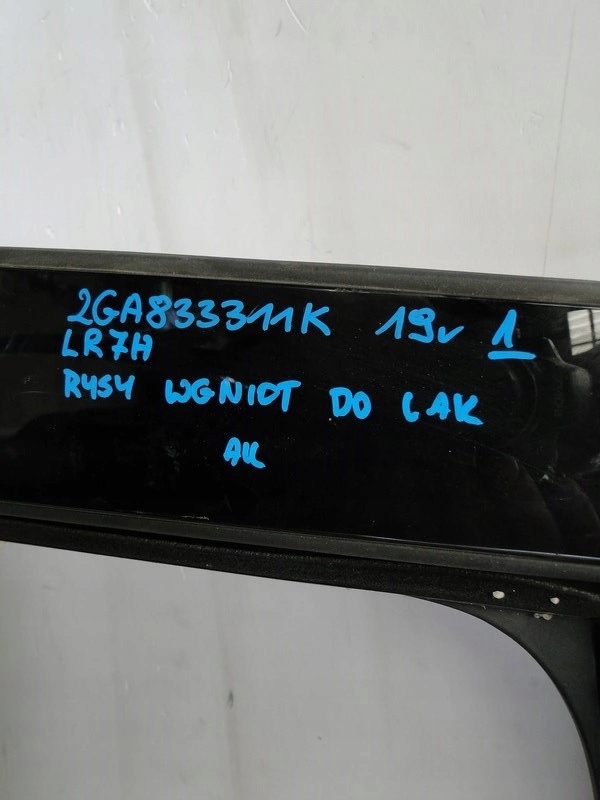 2GA833311K 19r 1
LR7H
RYSY WGNIOT DO LAK
AK